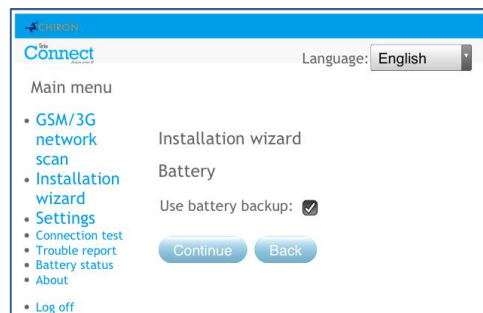 CHIRON
iris
Connect
Language: English
Main menu
GSM/3G
network
scan
Installation
wizard
Settings
Connection test
Trouble report
Battery status
About
Log off
Installation wizard
Battery
Use battery backup:
Continue Back